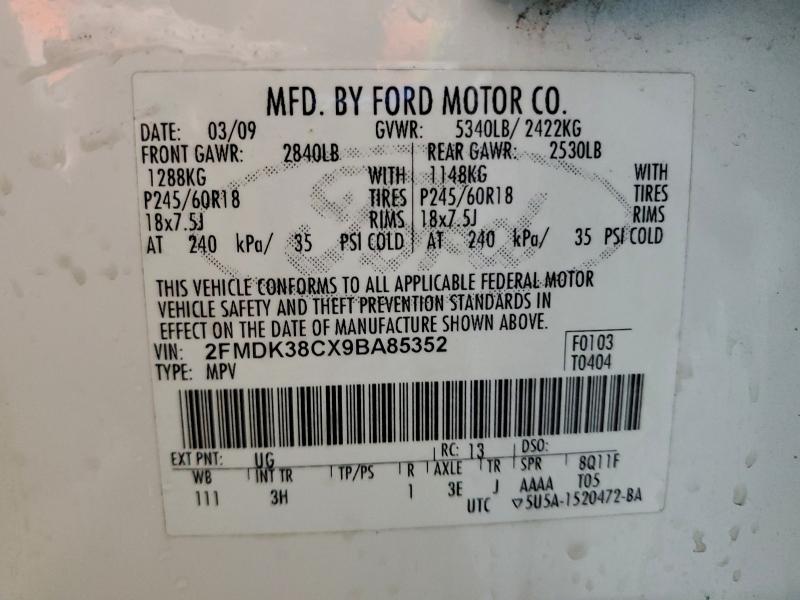 MFD. BY FORD MOTOR CO.
DATE: 03/09 GVWR: 5340LB/ 2422KG
FRONT GAWR: 2840LB REAR GAWR: 2530LB
1288KG WITH 1148KG WITH
P245/60R18 TIRES P245/60R18 TIRES
18x7.5J RIMS 18x7.5J RIMS
AT 240 kPa/ 35 PSI COLD AT 240 kPa/ 35 PSI COLD
Ford
THIS VEHICLE CONFORMS TO ALL APPLICABLE FEDERAL MOTOR
VEHICLE SAFETY AND THEFT PREVENTION STANDARDS IN
EFFECT ON THE DATE OF MANUFACTURE SHOWN ABOVE.
VIN: 2FMDK38CX9BA85352 F0103
TYPE: MPV T0404
EXT PNT: UG RC: 13 DSO:
WB INT TR TP/PS R AXLE TR SPR 8Q11F
111 3H 1 3E J AAAA T05
UTC ▽5U5A-1520472-BA